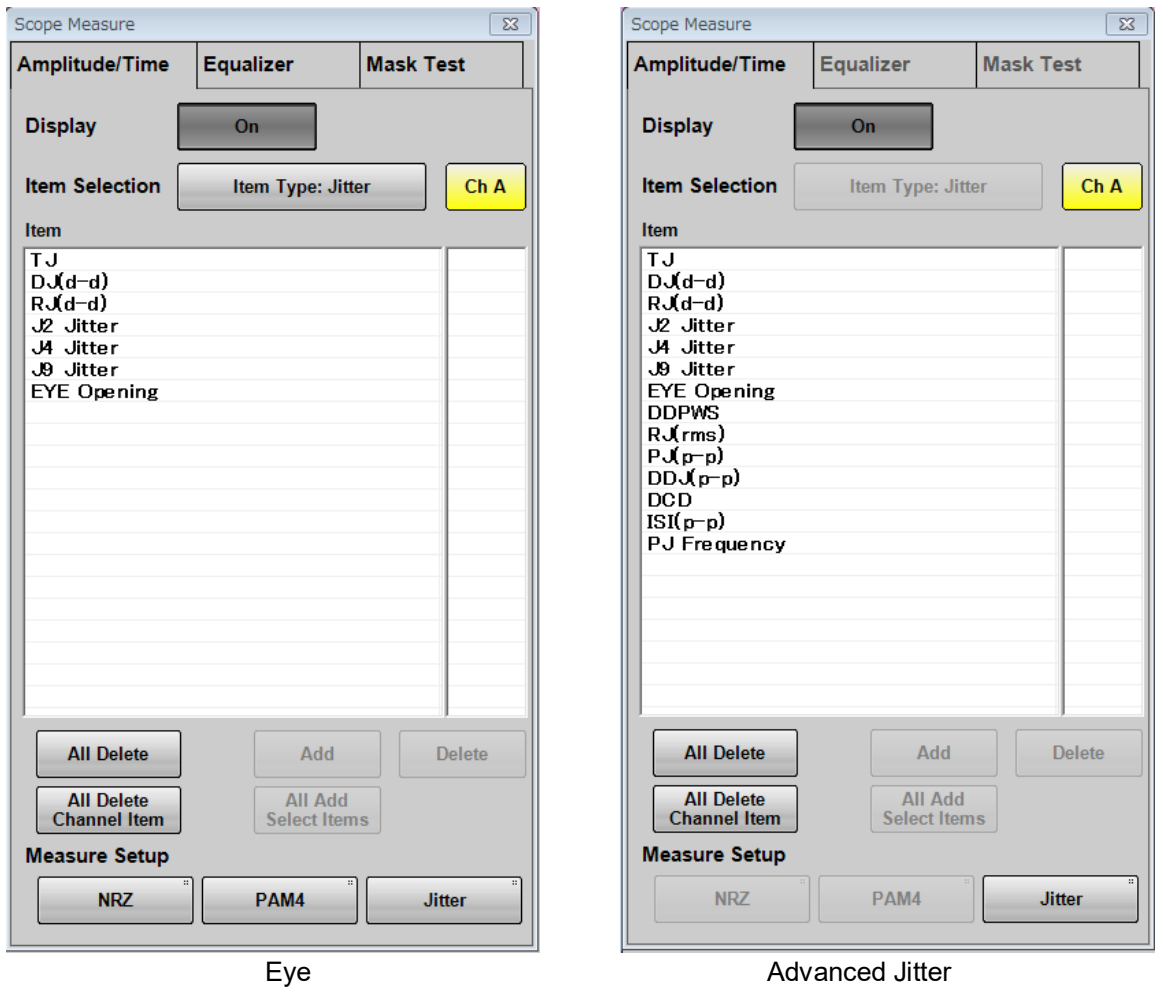 Scope Measure
Amplitude/Time Equalizer Mask Test
Display On
Item Selection Item Type: Jitter Ch A
Item
TJ
DJ(d-d)
RJ(d-d)
J2 Jitter
J4 Jitter
J9 Jitter
EYE Opening
All Delete Add Delete
All Delete
Channel Item
All Add
Select Items
Measure Setup
NRZ PAM4 Jitter
Eye
Scope Measure
Amplitude/Time Equalizer Mask Test
Display On
Item Selection Item Type: Jitter Ch A
Item
TJ
DJ(d-d)
RJ(d-d)
J2 Jitter
J4 Jitter
J9 Jitter
EYE Opening
DDPWS
RJ(rms)
PJ(p-p)
DDJ(p-p)
DCD
ISI(p-p)
PJ Frequency
All Delete Add Delete
All Delete
Channel Item
All Add
Select Items
Measure Setup
NRZ PAM4 Jitter
Advanced Jitter